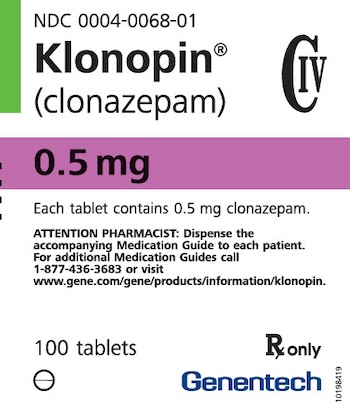 NDC 0004-0068-01
Klonopin®
(clonazepam)
CIV
0.5 mg
Each tablet contains 0.5 mg clonazepam.
ATTENTION PHARMACIST: Dispense the
accompanying Medication Guide to each patient.
For additional Medication Guides call
1-877-436-3683 or visit
www.gene.com/gene/products/information/klonopin.
100 tablets
Rx only
Genentech
10198419